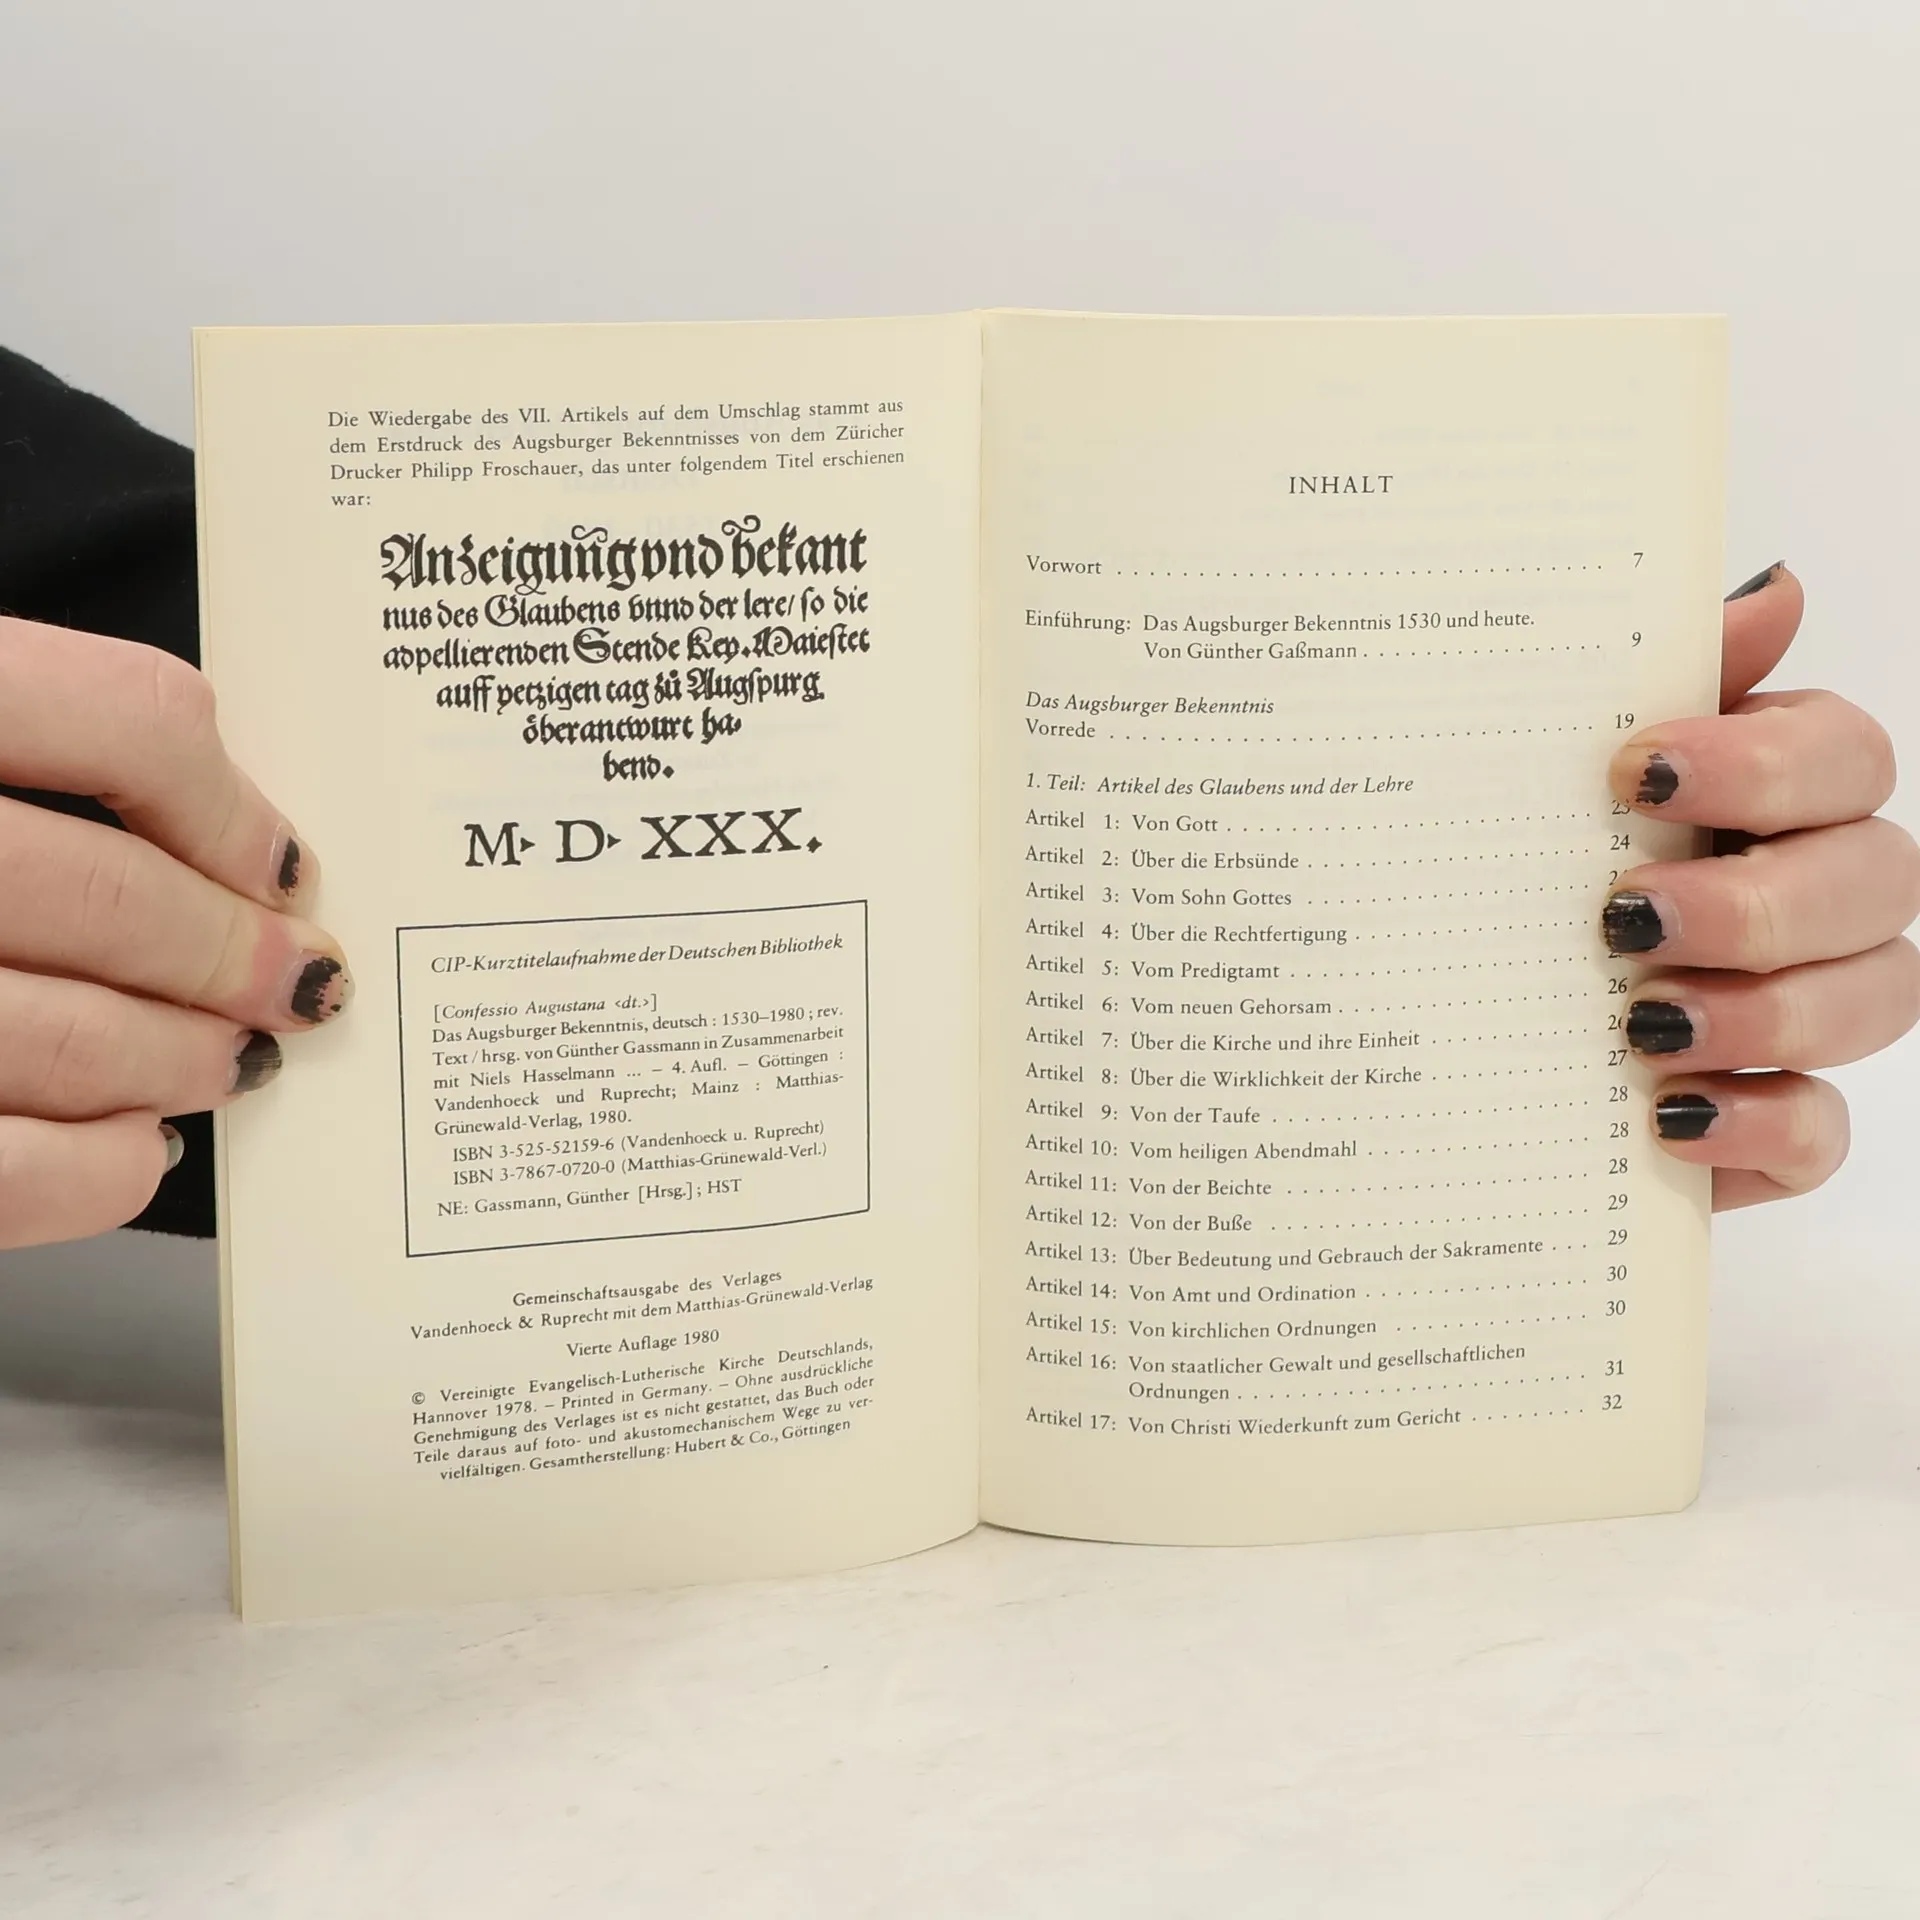 Die Wiedergabe des VII. Artikels auf dem Umschlag stammt aus
dem Erstdruck des Augsburger Bekenntnisses von dem Züricher
Drucker Philipp Froschauer, das unter folgendem Titel erschienen
war:
Anzeigung vnd bekant
nus des Glaubens vnnd der lere/ so die
adpellierenden Stende Key. Maiestet
auff yetzigen tag zů Augspurg
öberantwurt ha-
bend.
M. D. XXX.
CIP-Kurztitelaufnahme der Deutschen Bibliothek
[Confessio Augustana <dt.>]
Das Augsburger Bekenntnis, deutsch : 1530–1980 ; rev.
Text / hrsg. von Günther Gassmann in Zusammenarbeit
mit Niels Hasselmann ... – 4. Aufl. – Göttingen :
Vandenhoeck und Ruprecht; Mainz : Matthias-
Grünewald-Verlag, 1980.
ISBN 3-525-52159-6 (Vandenhoeck u. Ruprecht)
ISBN 3-7867-0720-0 (Matthias-Grünewald-Verl.)
NE: Gassmann, Günther [Hrsg.] ; HST
Gemeinschaftsausgabe des Verlages
Vandenhoeck & Ruprecht mit dem Matthias-Grünewald-Verlag
Vierte Auflage 1980
© Vereinigte Evangelisch-Lutherische Kirche Deutschlands,
Hannover 1978. – Printed in Germany. – Ohne ausdrückliche
Genehmigung des Verlages ist es nicht gestattet, das Buch oder
Teile daraus auf foto- und akustomechanischem Wege zu ver-
vielfältigen. Gesamtherstellung: Hubert & Co., Göttingen
INHALT
Vorwort . . . . . . . . . . . . . . . . . . . . . . . . . . . . . . 7
Einführung: Das Augsburger Bekenntnis 1530 und heute.
Von Günther Gaßmann . . . . . . . . . . . . . . . . 9
Das Augsburger Bekenntnis
Vorrede . . . . . . . . . . . . . . . . . . . . . . . . . . . . . . 19
1. Teil: Artikel des Glaubens und der Lehre
Artikel 1: Von Gott . . . . . . . . . . . . . . . . . . . . . . 23
Artikel 2: Über die Erbsünde . . . . . . . . . . . . . . . . . 24
Artikel 3: Vom Sohn Gottes . . . . . . . . . . . . . . . . .
Artikel 4: Über die Rechtfertigung . . . . . . . . . . . . . .
Artikel 5: Vom Predigtamt . . . . . . . . . . . . . . . . . .
Artikel 6: Vom neuen Gehorsam . . . . . . . . . . . . . . . 26
Artikel 7: Über die Kirche und ihre Einheit . . . . . . . . .
Artikel 8: Über die Wirklichkeit der Kirche . . . . . . . . . 27
Artikel 9: Von der Taufe . . . . . . . . . . . . . . . . . . . 28
Artikel 10: Vom heiligen Abendmahl . . . . . . . . . . . . . 28
Artikel 11: Von der Beichte . . . . . . . . . . . . . . . . . . 28
Artikel 12: Von der Buße . . . . . . . . . . . . . . . . . . . 29
Artikel 13: Über Bedeutung und Gebrauch der Sakramente . . . 29
Artikel 14: Von Amt und Ordination . . . . . . . . . . . . . 30
Artikel 15: Von kirchlichen Ordnungen . . . . . . . . . . . . 30
Artikel 16: Von staatlicher Gewalt und gesellschaftlichen
Ordnungen . . . . . . . . . . . . . . . . . . . . . . 31
Artikel 17: Von Christi Wiederkunft zum Gericht . . . . . . . . 32